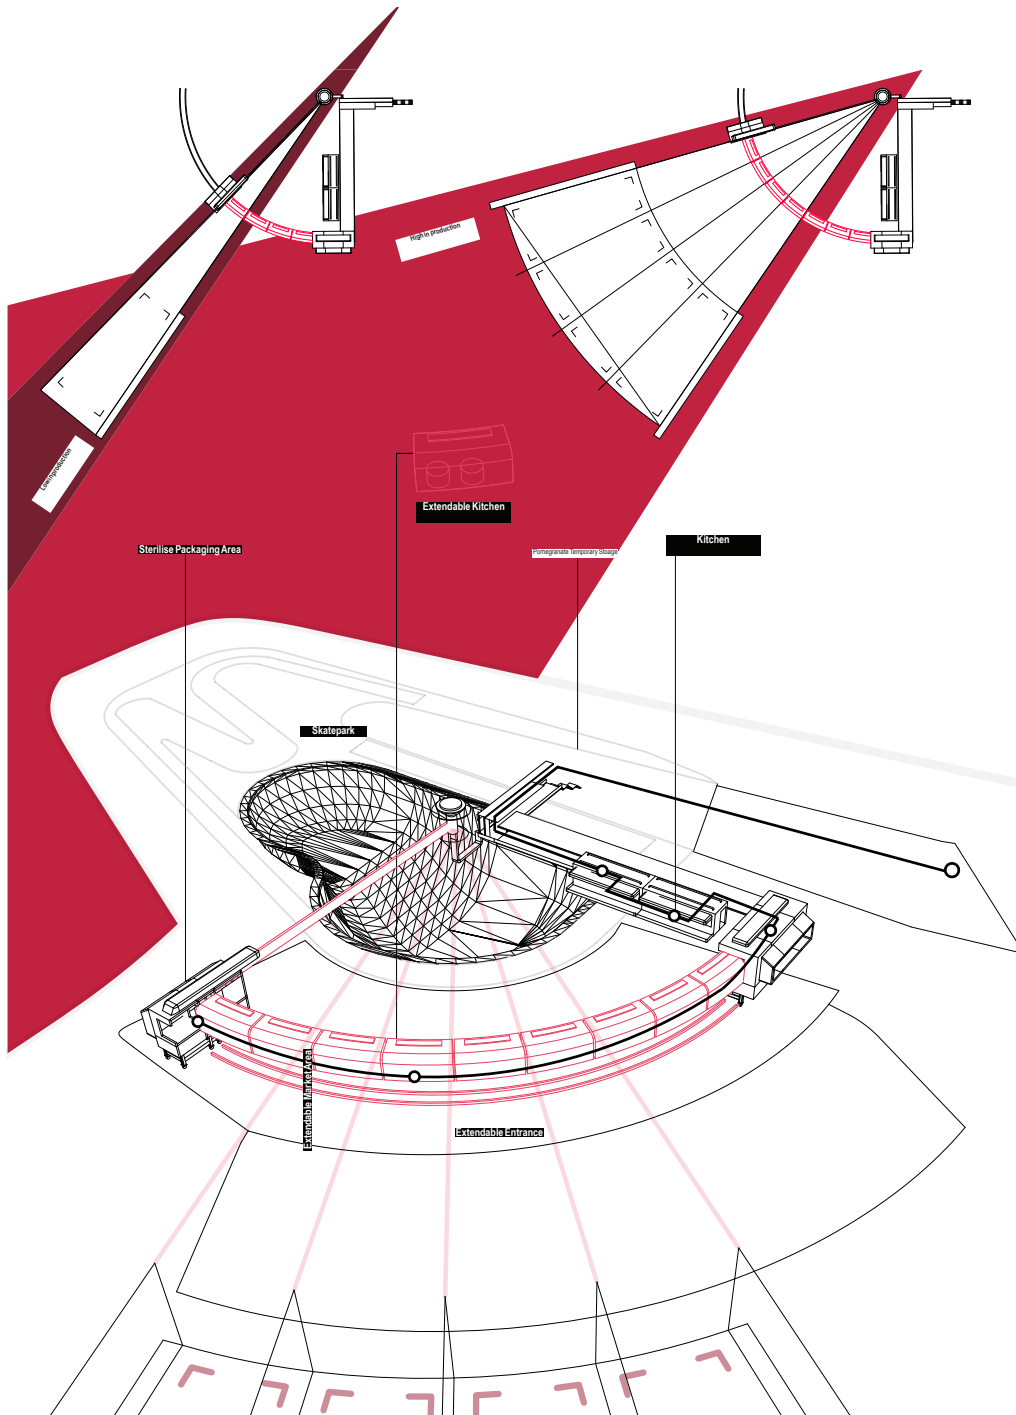 High in production
Low in production
Extendable Kitchen
Kitchen
Sterilise Packaging Area
Pomegranate Temporary Stoage
Skatepark
Extendable Market Area
Extendable Entrance